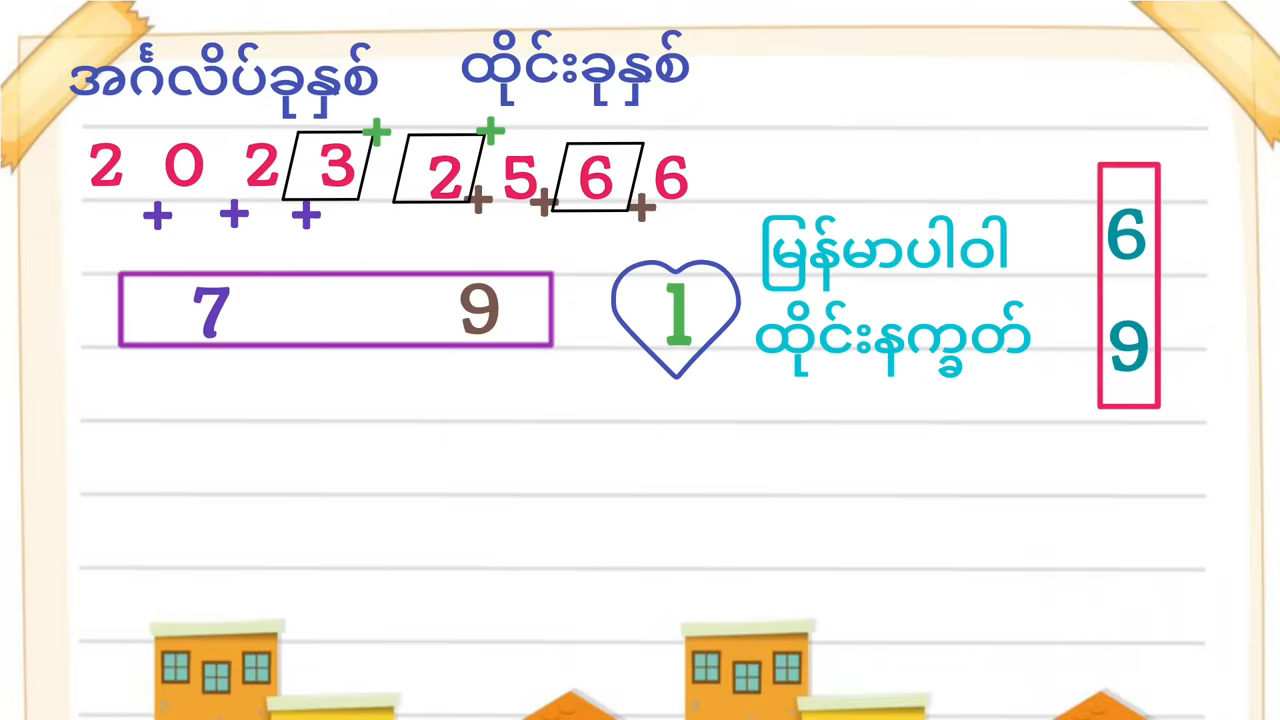 အင်္ဂလိပ်ခုနှစ် ထိုင်းခုနှစ်
2 0 2 3 + 2 + 5 6 6
+ + + + + +
7 9 1
မြန်မာပါဝါ
ထိုင်းနက္ခတ်
6
9